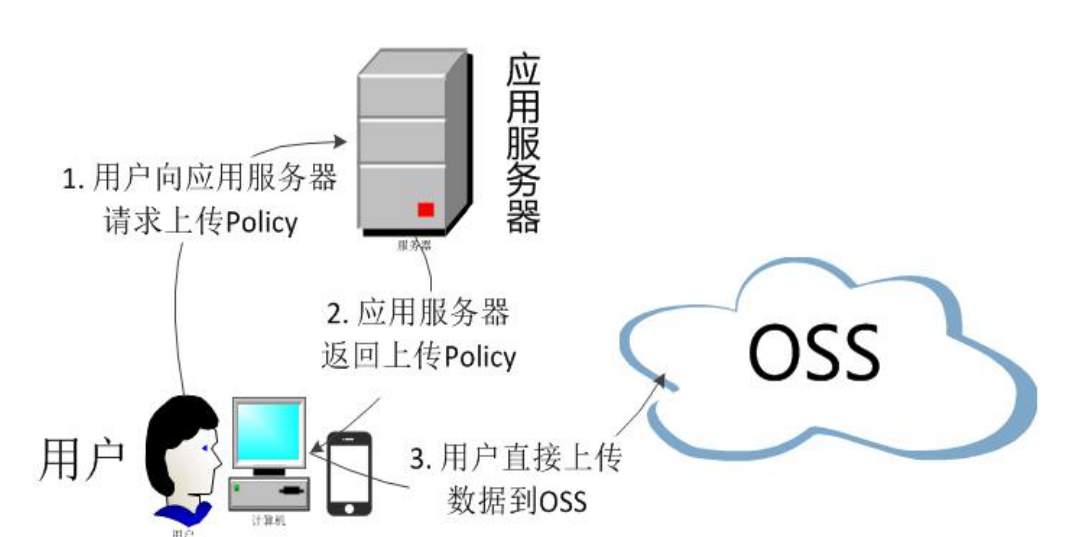 应用服务器
1. 用户向应用服务器
请求上传Policy
服务器
2. 应用服务器
返回上传Policy
OSS
用户
3. 用户直接上传
数据到OSS
计算机
用户